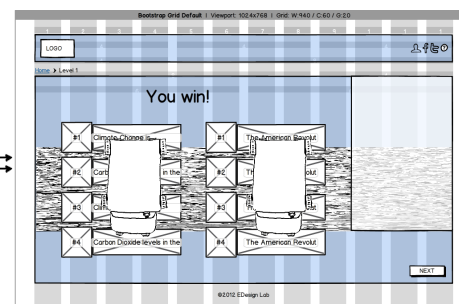 Bootstrap Grid Default | Viewport: 1024x768 | Grid: W:940 / C:60 / G:20
LOGO
Home > Level 1
You win!
#1 Climate Change is
#1 The American Revolut
#2 Carb in the
#2 Th Revolut
#3 Clim
#3
#4 Carbon Dioxide levels in the
#4 The American Revolut
NEXT
©2012 EDesign Lab